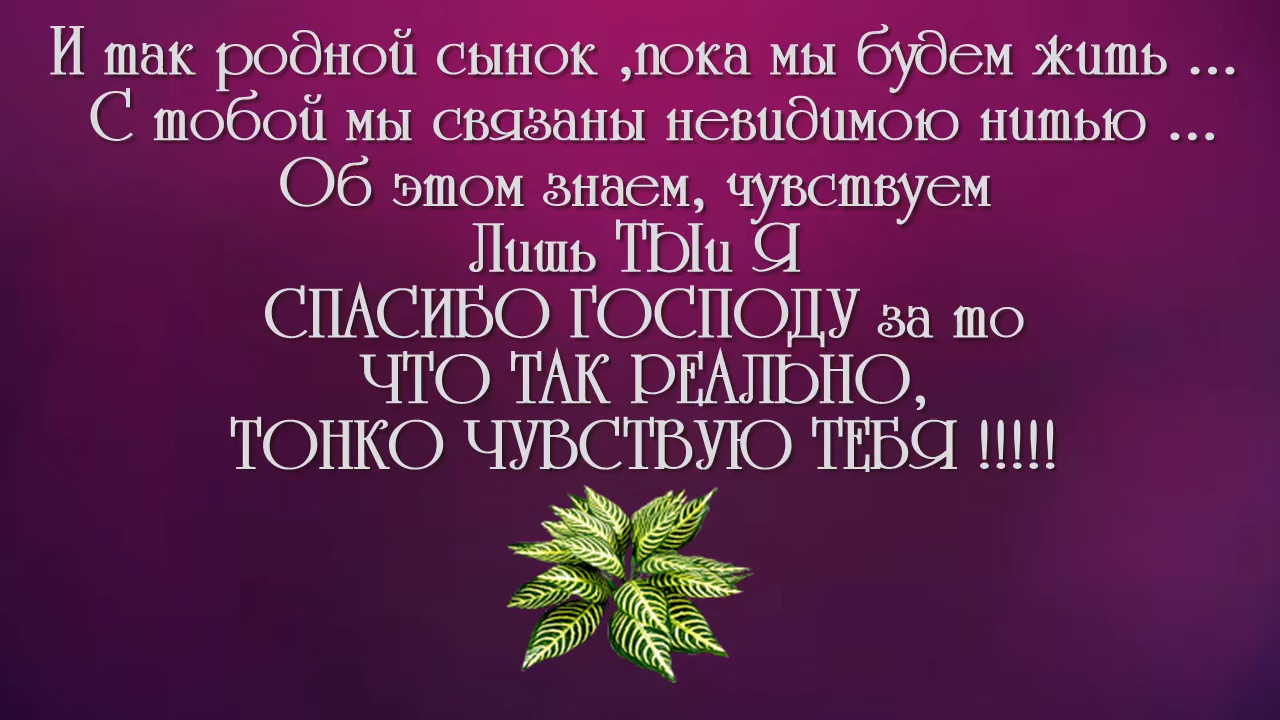 И так родной сынок ,пока мы будем жить ...
С тобой мы связаны невидимою нитью ...
Об этом знаем, чувствуем
Лишь ТЫи Я
СПАСИБО ГОСПОДУ за то
ЧТО ТАК РЕАЛЬНО,
ТОНКО ЧУВСТВУЮ ТЕБЯ !!!!!